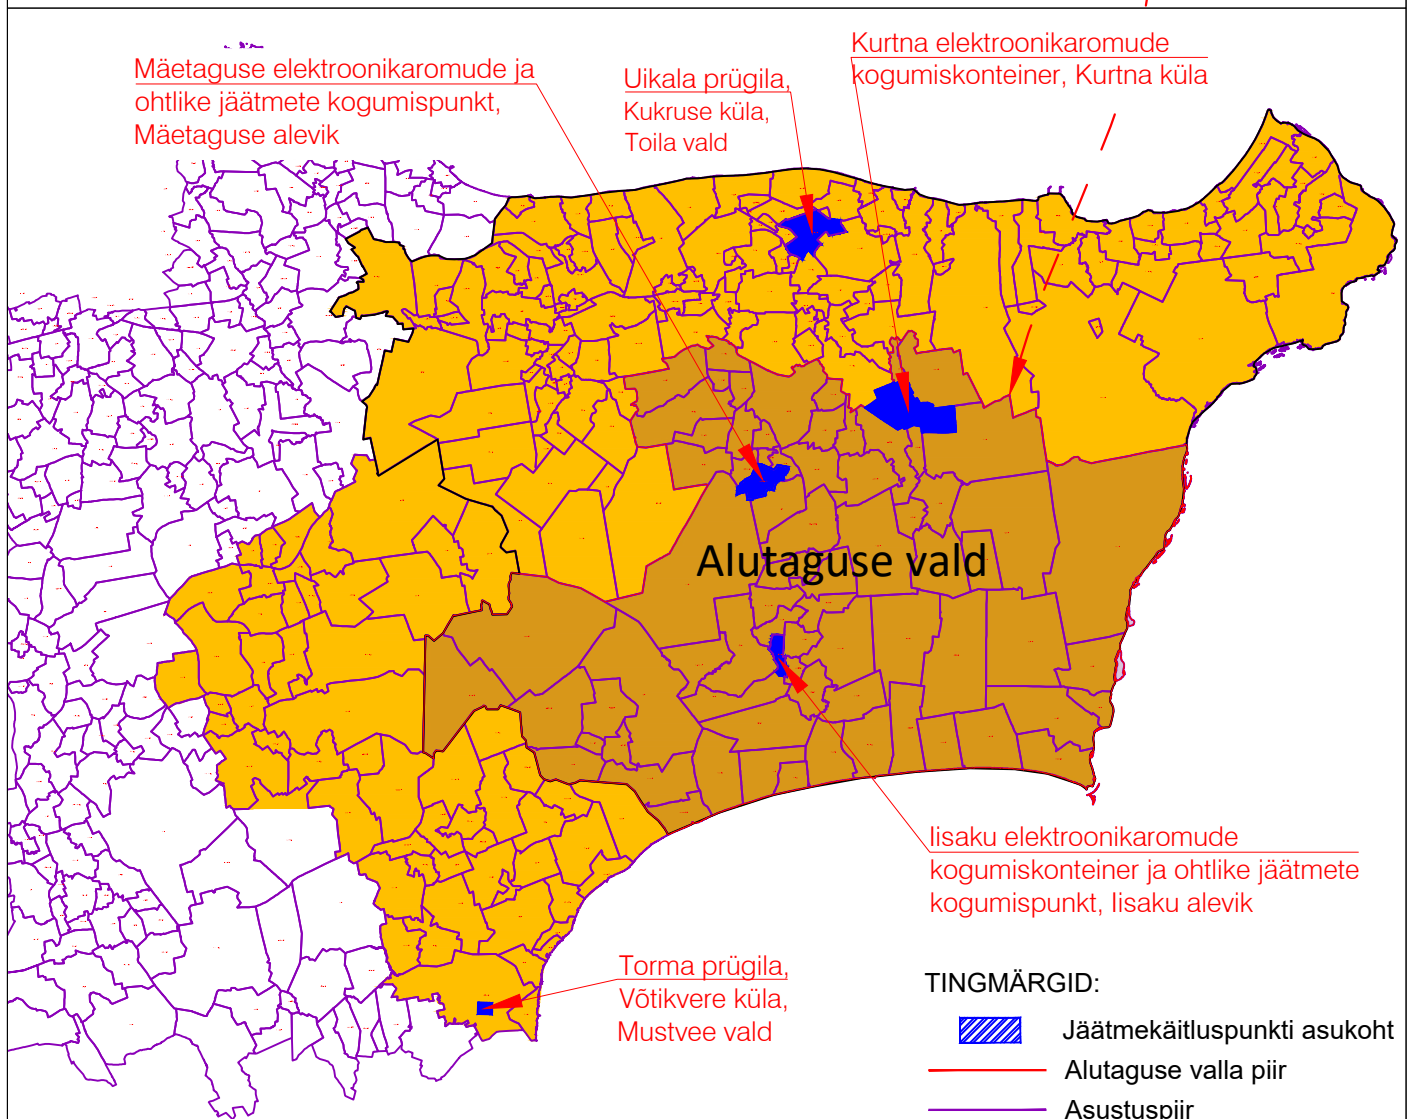 Mäetaguse elektroonikaromude ja
ohtlike jäätmete kogumispunkt,
Mäetaguse alevik
Uikala prügila,
Kukruse küla,
Toila vald
Kurtna elektroonikaromude
kogumiskonteiner, Kurtna küla
Alutaguse vald
Iisaku elektroonikaromude
kogumiskonteiner ja ohtlike jäätmete
kogumispunkt, Iisaku alevik
Torma prügila,
Võtikvere küla,
Mustvee vald
TINGMÄRGID:
Jäätmekäitluspunkti asukoht
Alutaguse valla piir
Asustuspiir